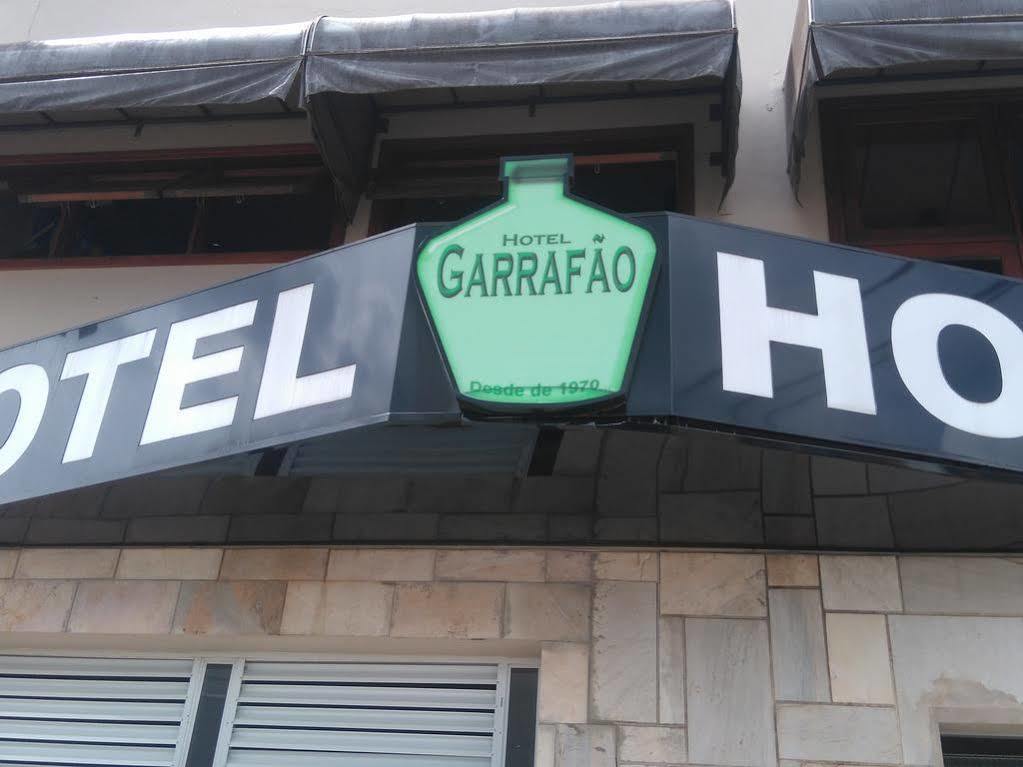 HOTEL
GARRAFÃO
Desde de 1970
OTEL
HO